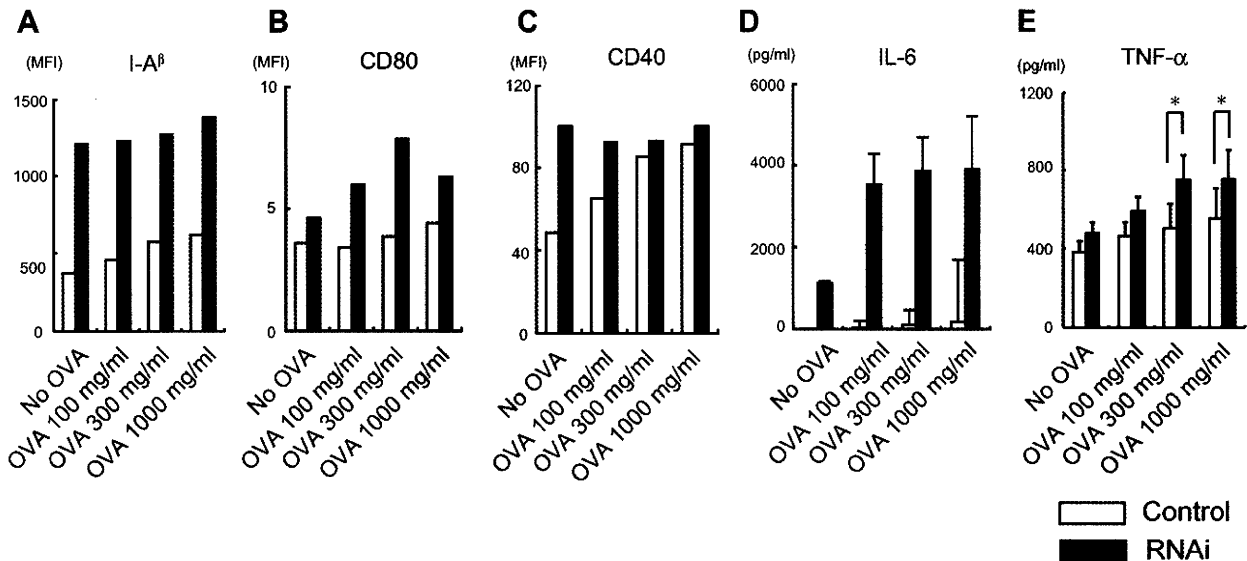 A
(MFI)
I-Aᵝ
1500
1000
500
0
No OVA
OVA 100 mg/ml
OVA 300 mg/ml
OVA 1000 mg/ml
B
(MFI)
CD80
10
5
0
No OVA
OVA 100 mg/ml
OVA 300 mg/ml
OVA 1000 mg/ml
C
(MFI)
CD40
120
80
40
0
No OVA
OVA 100 mg/ml
OVA 300 mg/ml
OVA 1000 mg/ml
D
(pg/ml)
IL-6
6000
4000
2000
0
No OVA
OVA 100 mg/ml
OVA 300 mg/ml
OVA 1000 mg/ml
E
(pg/ml)
TNF-α
1200
800
400
0
* *
No OVA
OVA 100 mg/ml
OVA 300 mg/ml
OVA 1000 mg/ml
Control
RNAi